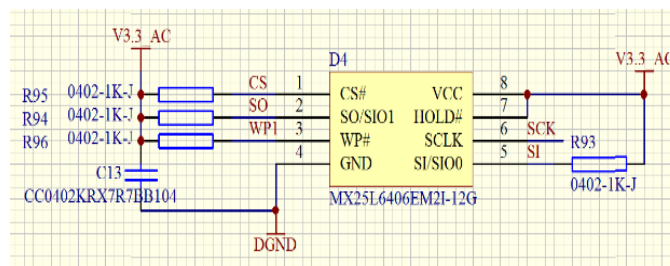 V3.3_AC
V3.3_AC
D4
R95 0402-1K-J CS 1 CS# VCC 8
R94 0402-1K-J SO 2 SO/SIO1 HOLD# 7
R96 0402-1K-J WP1 3 WP# SCLK 6 SCK R93
4 GND SI/SIO0 5 SI
C13 0402-1K-J
CC0402KRX7R7BB104 MX25L6406EM2I-12G
DGND